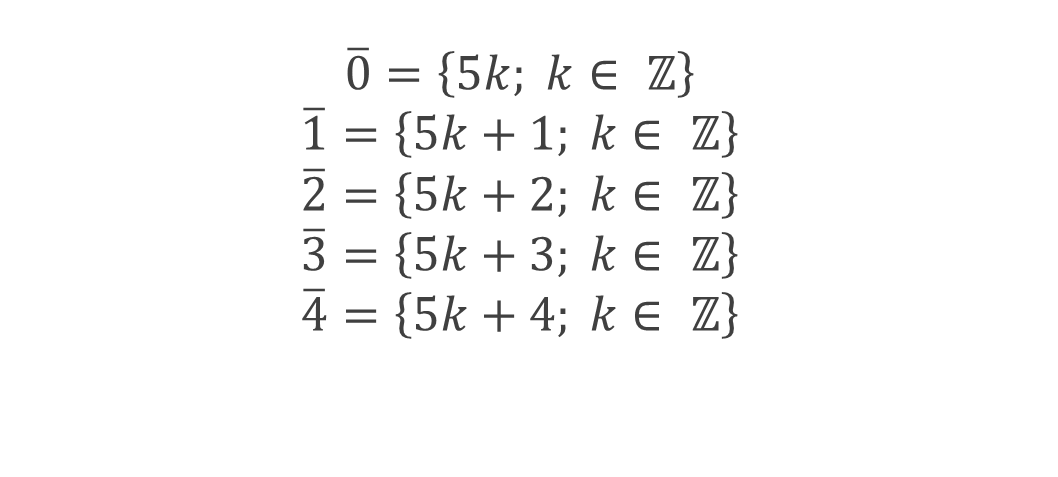 0̅ = {5k; k ∈ ℤ}
1̅ = {5k + 1; k ∈ ℤ}
2̅ = {5k + 2; k ∈ ℤ}
3̅ = {5k + 3; k ∈ ℤ}
4̅ = {5k + 4; k ∈ ℤ}